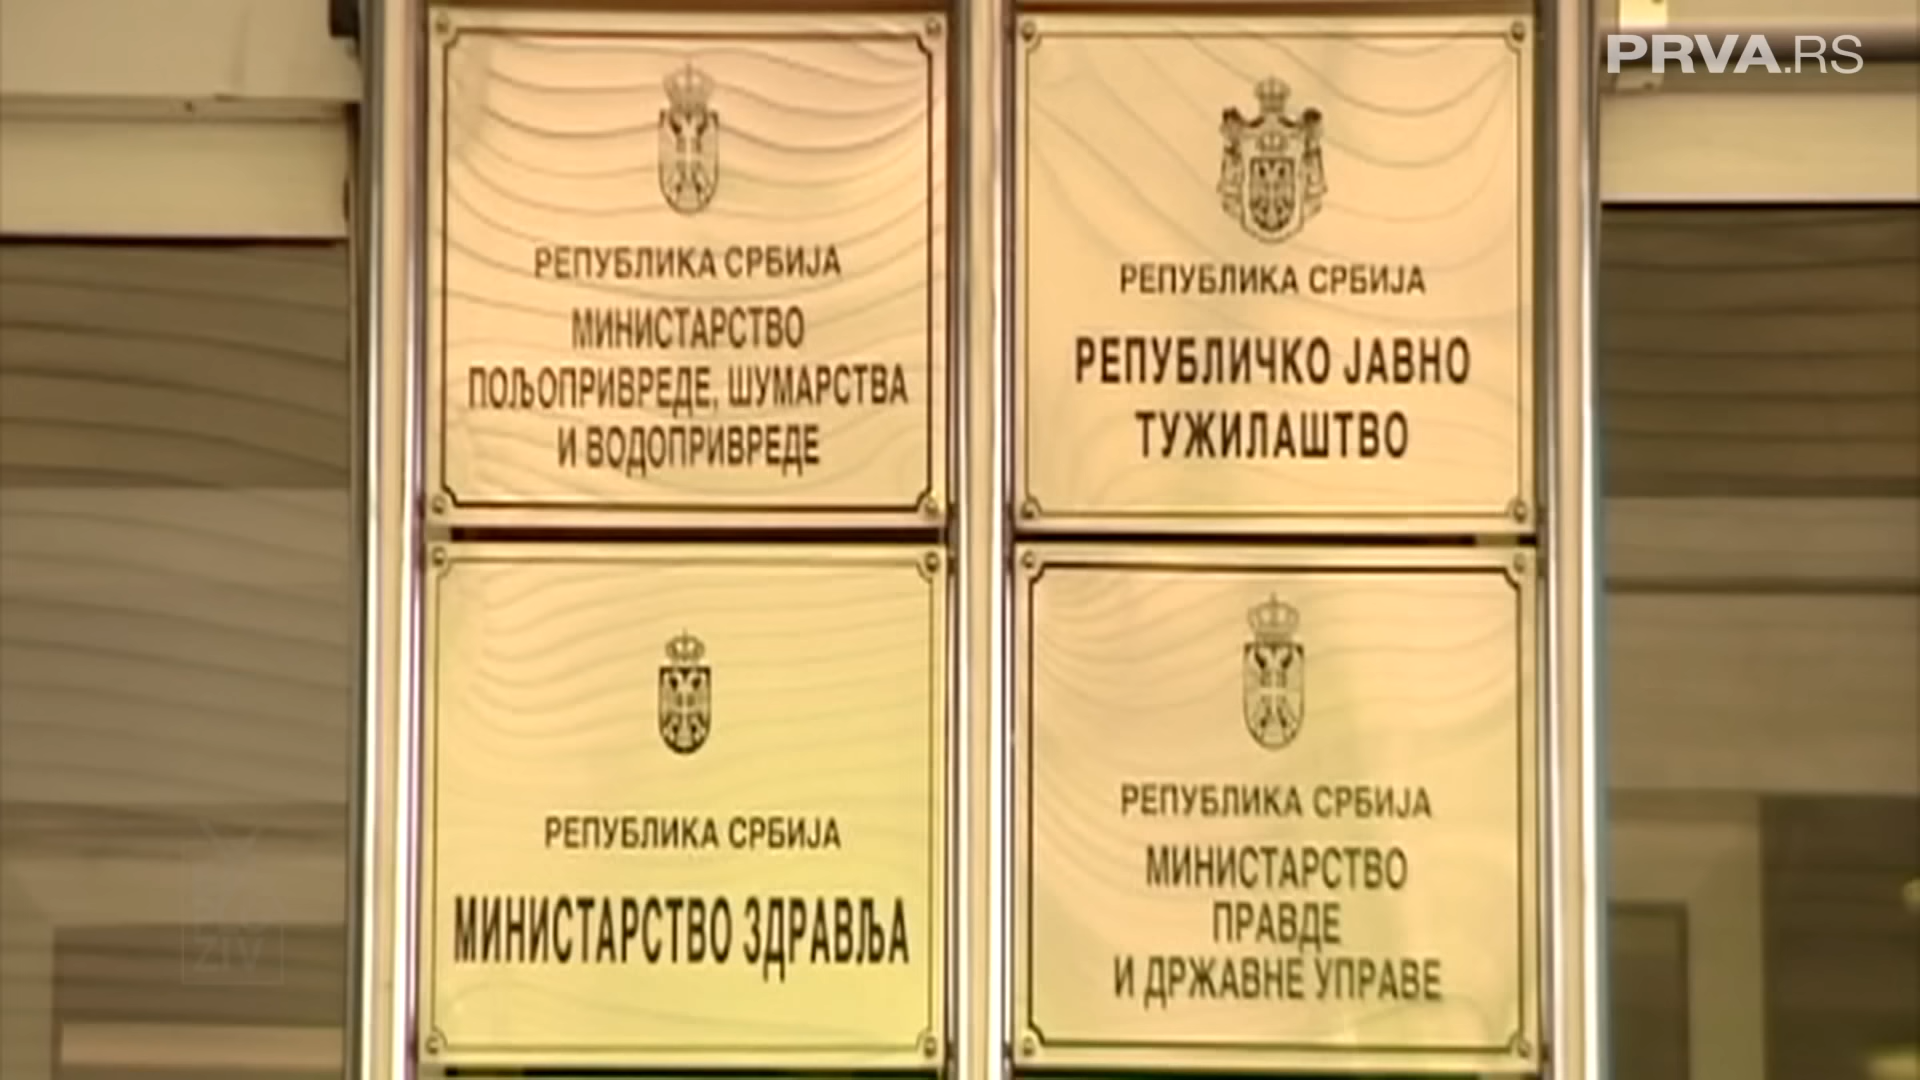 PRVA.RS
РЕПУБЛИКА СРБИЈА
МИНИСТАРСТВО
ПОЉОПРИВРЕДЕ, ШУМАРСТВА
И ВОДОПРИВРЕДЕ
РЕПУБЛИКА СРБИЈА
РЕПУБЛИЧКО ЈАВНО
ТУЖИЛАШТВО
РЕПУБЛИКА СРБИЈА
МИНИСТАРСТВО ЗДРАВЉА
РЕПУБЛИКА СРБИЈА
МИНИСТАРСТВО
ПРАВДЕ
И ДРЖАВНЕ УПРАВЕ